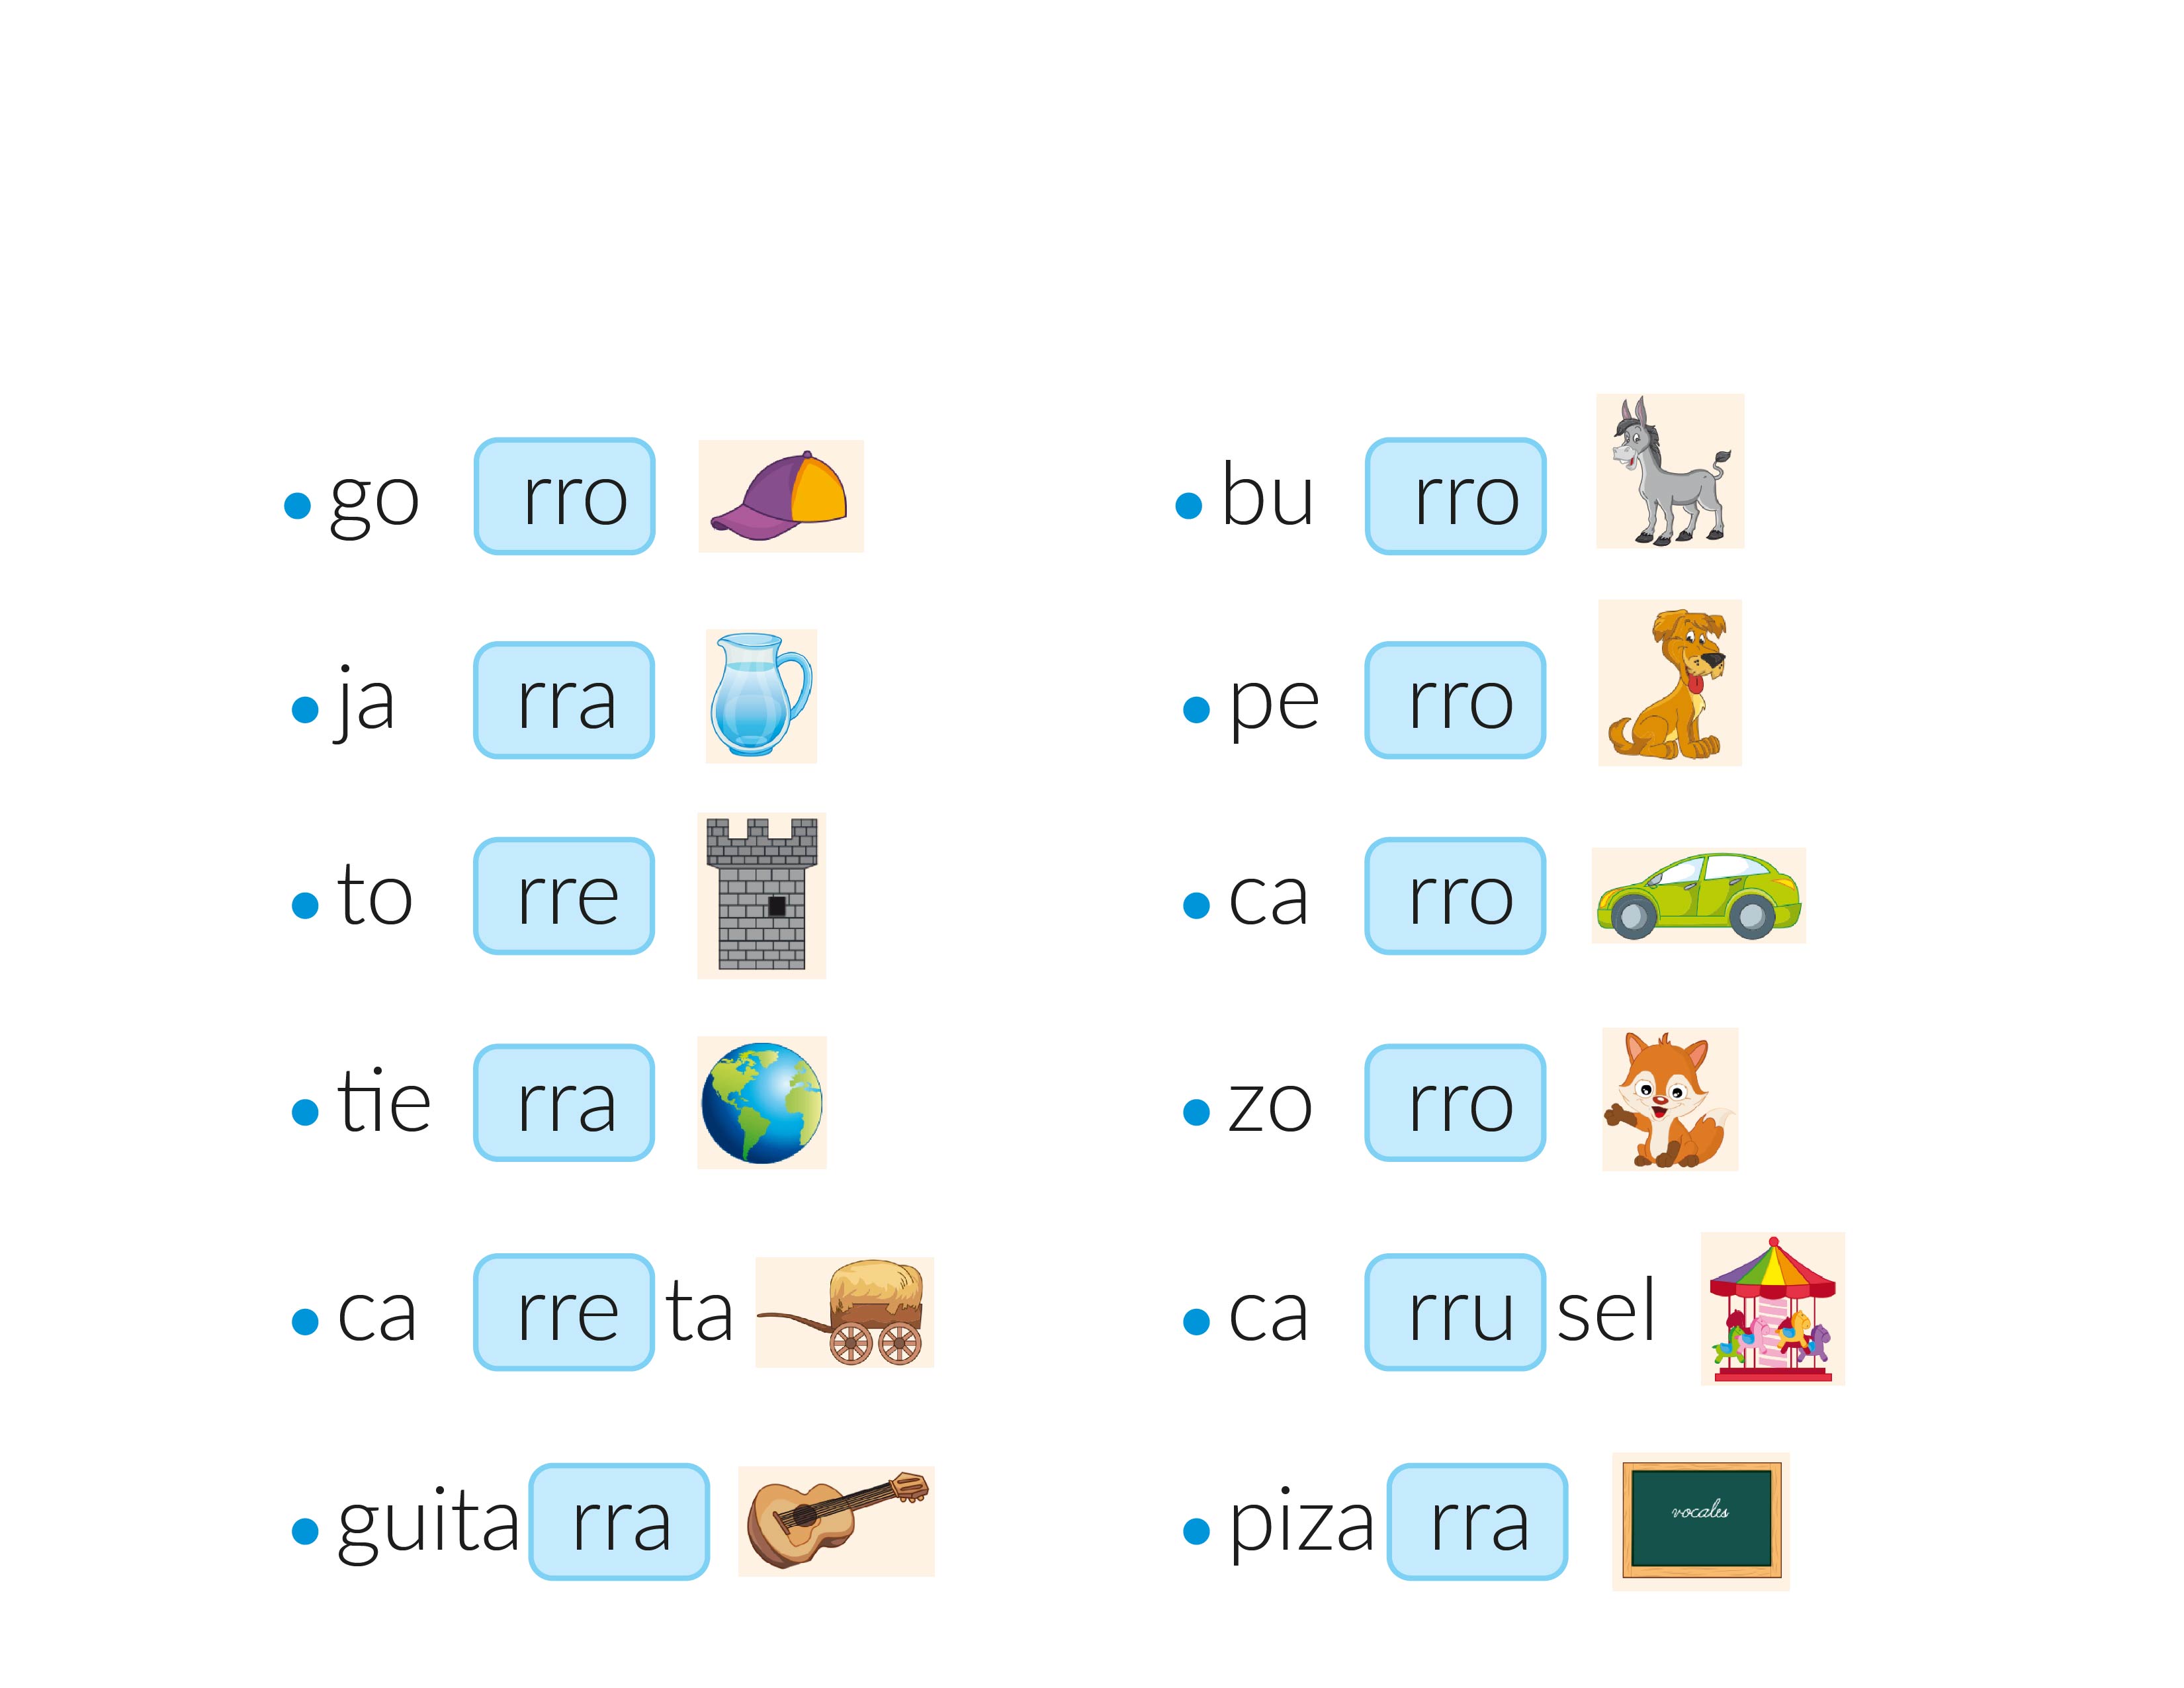 • go rro
• ja rra
• to rre
• tie rra
• ca rre ta
• guita rra
• bu rro
• pe rro
• ca rro
• zo rro
• ca rru sel
• piza rra
vocales